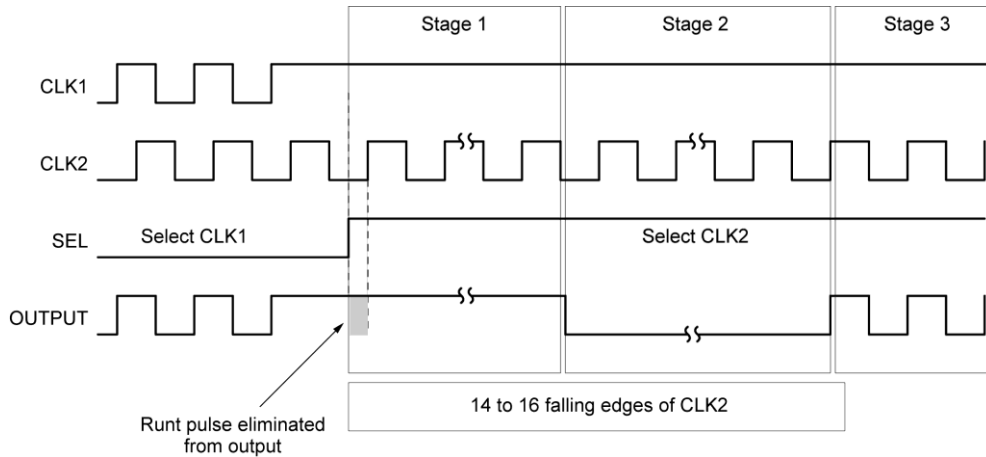 Stage 1
Stage 2
Stage 3
CLK1
CLK2
SEL
Select CLK1
Select CLK2
OUTPUT
14 to 16 falling edges of CLK2
Runt pulse eliminated
from output